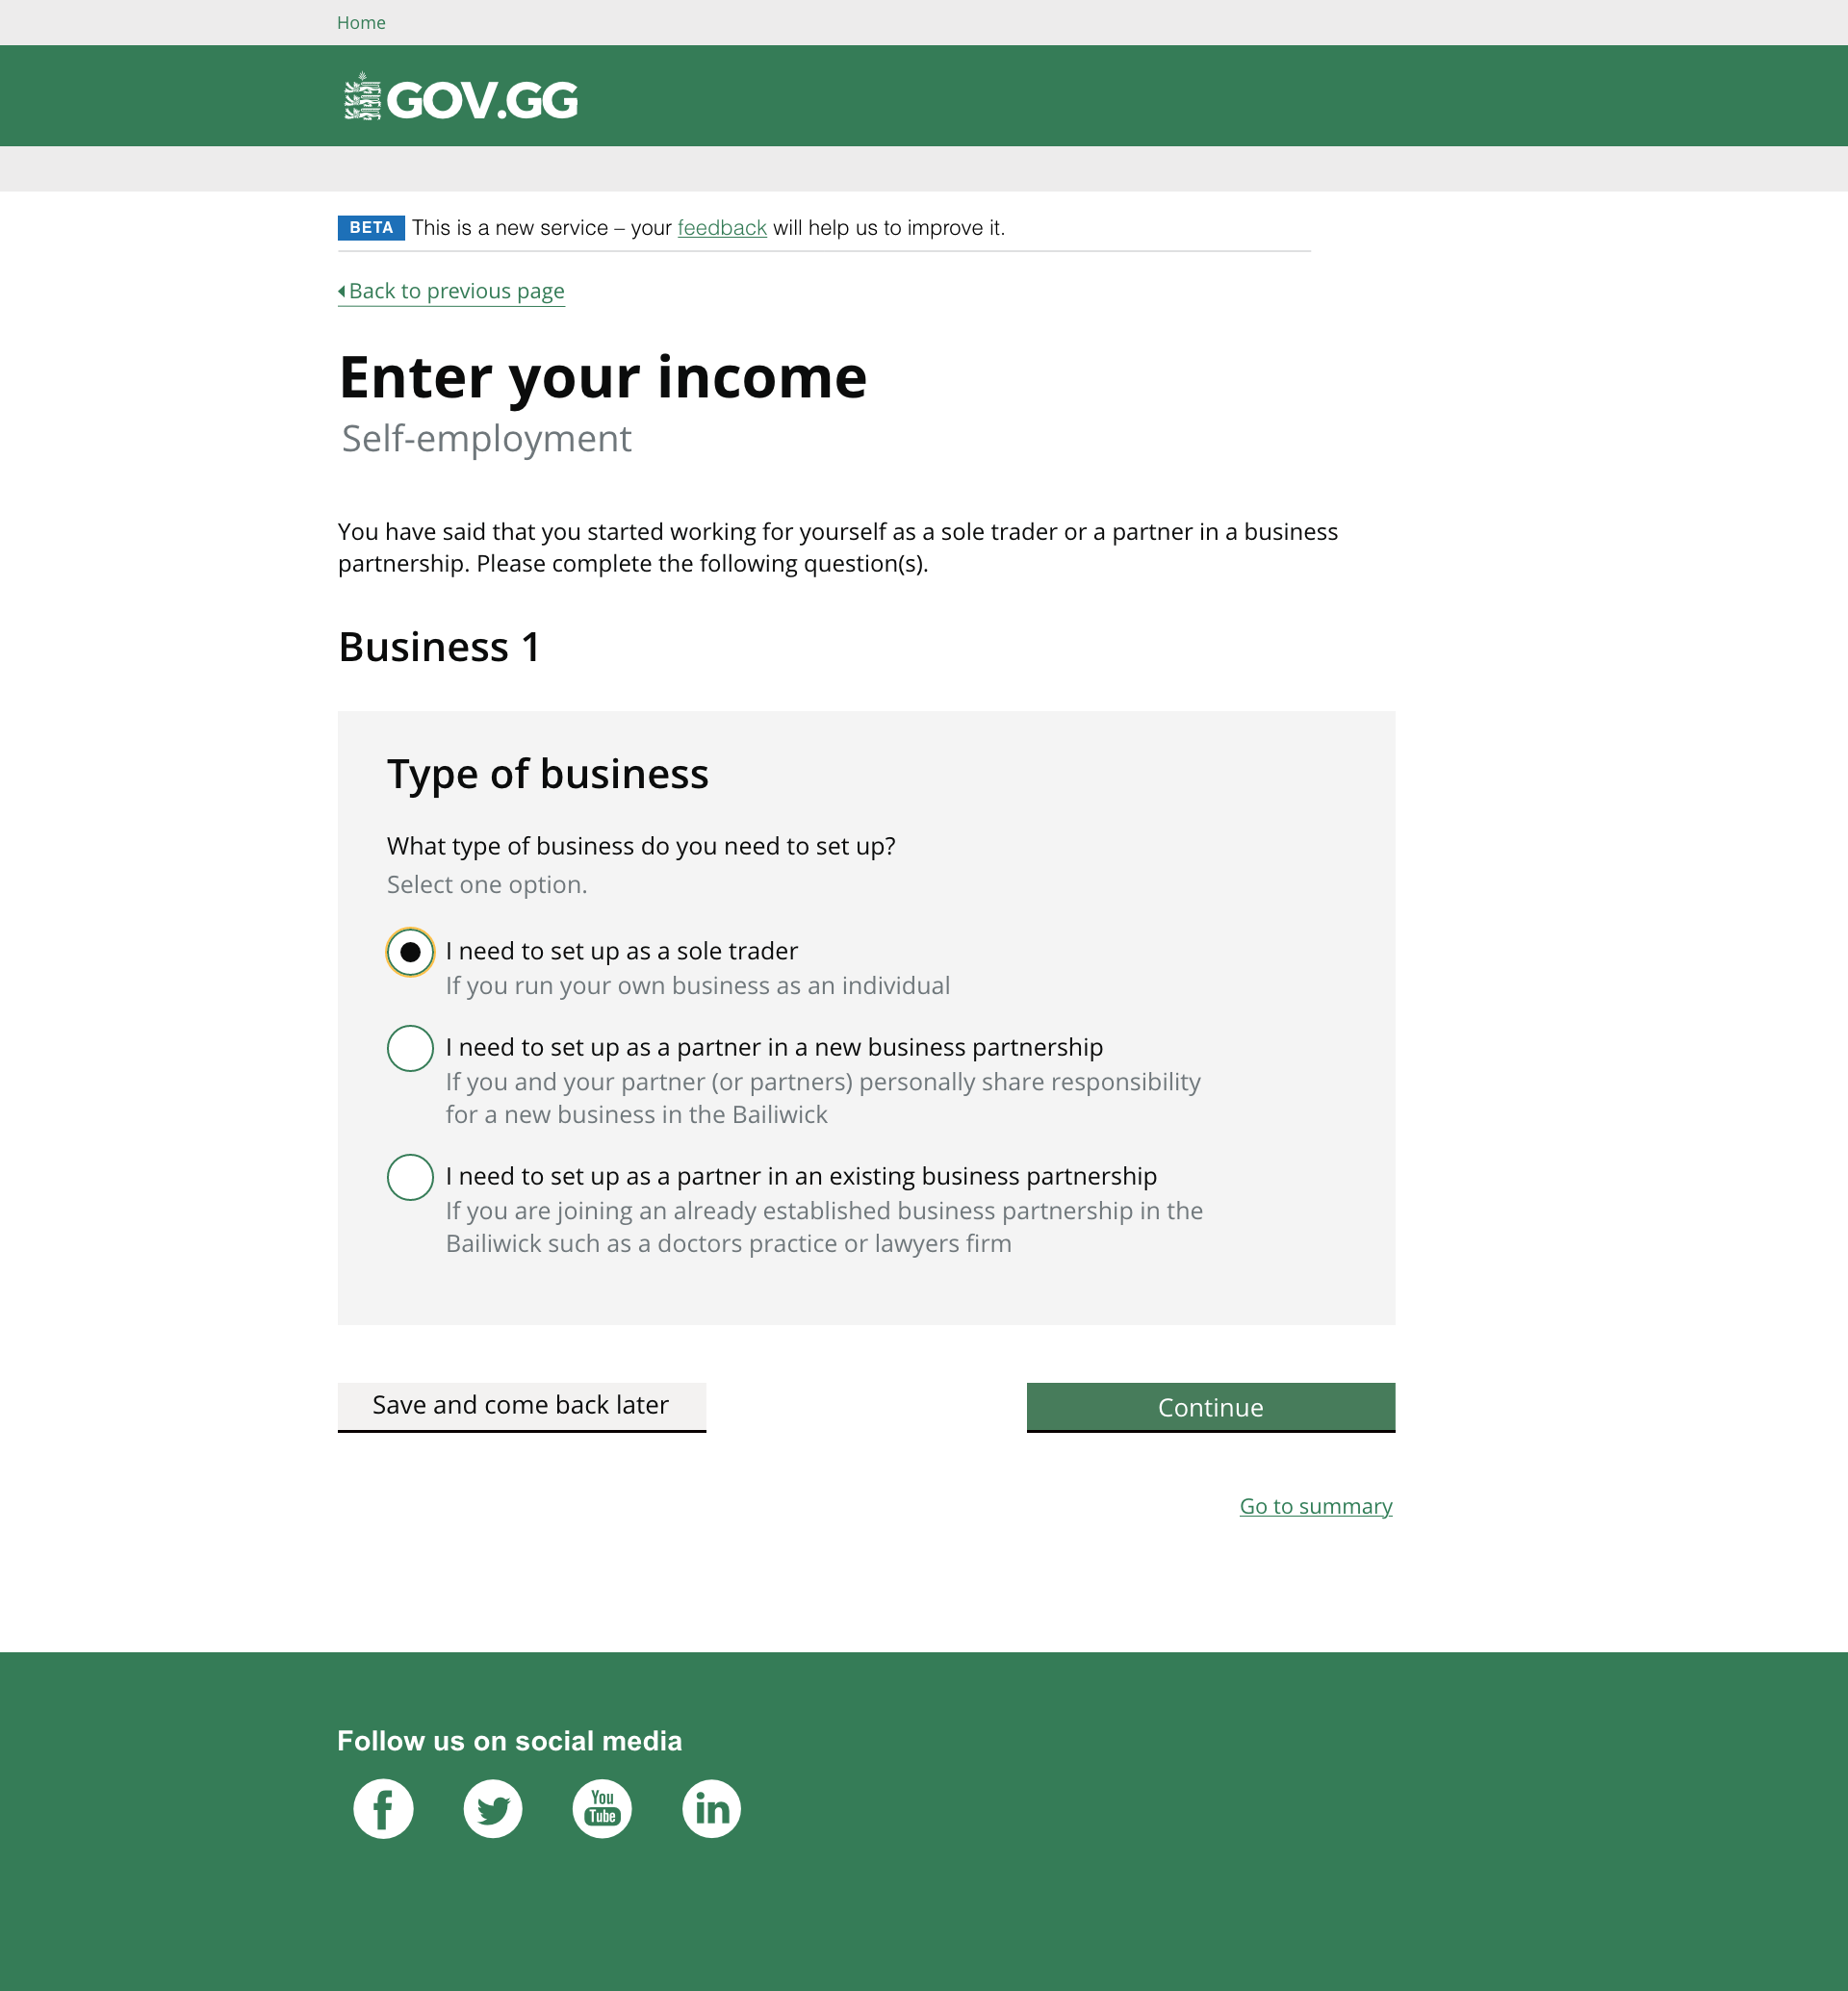 Home
GOV.GG
BETA This is a new service – your feedback will help us to improve it.
Back to previous page
Enter your income
Self-employment
You have said that you started working for yourself as a sole trader or a partner in a business
partnership. Please complete the following question(s).
Business 1
Type of business
What type of business do you need to set up?
Select one option.
I need to set up as a sole trader
If you run your own business as an individual
I need to set up as a partner in a new business partnership
If you and your partner (or partners) personally share responsibility
for a new business in the Bailiwick
I need to set up as a partner in an existing business partnership
If you are joining an already established business partnership in the
Bailiwick such as a doctors practice or lawyers firm
Save and come back later
Continue
Go to summary
Follow us on social media
f
You
Tube
in